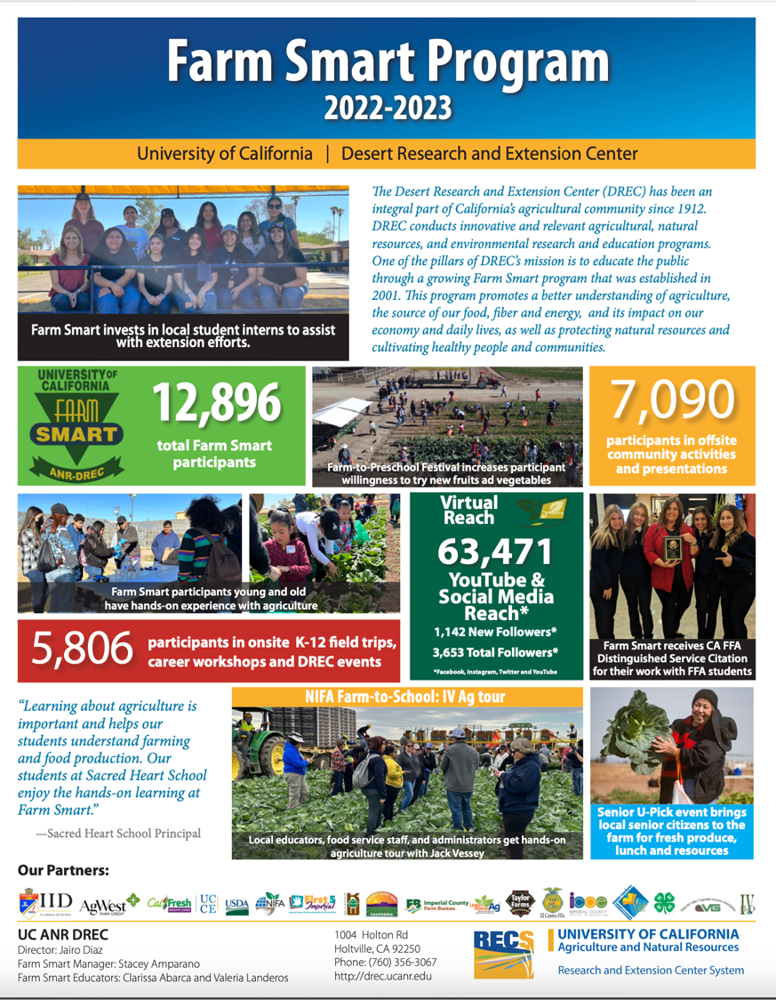 Farm Smart Program
2022-2023
University of California | Desert Research and Extension Center
Farm Smart invests in local student interns to assist
with extension efforts.
The Desert Research and Extension Center (DREC) has been an
integral part of California's agricultural community since 1912.
DREC conducts innovative and relevant agricultural, natural
resources, and environmental research and education programs.
One of the pillars of DREC's mission is to educate the public
through a growing Farm Smart program that was established in
2001. This program promotes a better understanding of agriculture,
the source of our food, fiber and energy, and its impact on our
economy and daily lives, as well as protecting natural resources and
cultivating healthy people and communities.
UNIVERSITY OF
CALIFORNIA
FARM
SMART
ANR-DREC
12,896
total Farm Smart
participants
Farm-to-Preschool Festival increases participant
willingness to try new fruits ad vegetables
7,090
participants in offsite
community activities
and presentations
Farm Smart participants young and old
have hands-on experience with agriculture
5,806
participants in onsite K-12 field trips,
career workshops and DREC events
Virtual
Reach
63,471
YouTube &
Social Media
Reach*
1,142 New Followers*
3,653 Total Followers*
*Facebook, Instagram, Twitter and YouTube
Farm Smart receives CA FFA
Distinguished Service Citation
for their work with FFA students
"Learning about agriculture is
important and helps our
students understand farming
and food production. Our
students at Sacred Heart School
enjoy the hands-on learning at
Farm Smart."
—Sacred Heart School Principal
NIFA Farm-to-School: IV Ag tour
Local educators, food service staff, and administrators get hands-on
agriculture tour with Jack Vessey
Senior U-Pick event brings
local senior citizens to the
farm for fresh produce,
lunch and resources
Our Partners:
IID
A century of service
AgWest
FARM CREDIT
CalFresh
UC
CE
USDA
NIFA
First 5
Imperial
CALIFORNIA
FB Imperial County
Farm Bureau.
Ag
Taylor
Farms
El Centro FFA
icoe
IMPERIAL COUNTY
OFFICE OF EDUCATION
IV
UC ANR DREC
Director: Jairo Diaz
Farm Smart Manager: Stacey Amparano
Farm Smart Educators: Clarissa Abarca and Valeria Landeros
1004 Holton Rd
Holtville, CA 92250
Phone: (760) 356-3067
http://drec.ucanr.edu
RECS
UNIVERSITY OF CALIFORNIA
Agriculture and Natural Resources
Research and Extension Center System